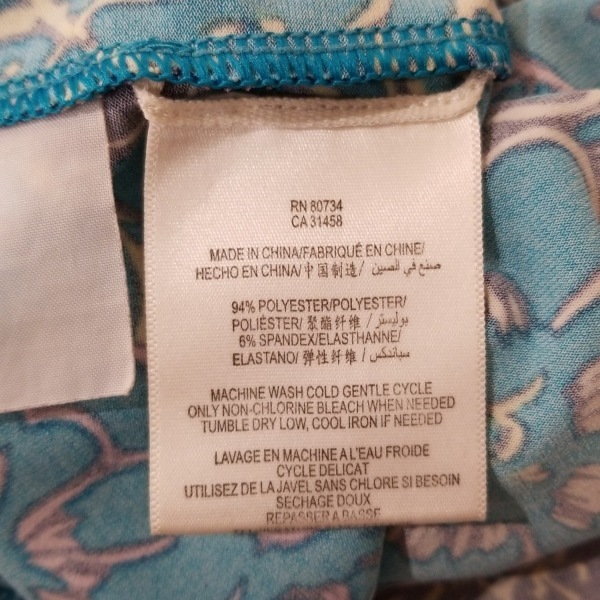 RN 80734
CA 31458
MADE IN CHINA/FABRIQUÉ EN CHINE/
HECHO EN CHINA/中国制造/ صنع في الصين
94% POLYESTER/POLYESTER/
POLIÉSTER/ 聚酯纤维 /بوليستر
6% SPANDEX/ELASTHANNE/
ELASTANO/ 弹性纤维 /سباندكس
MACHINE WASH COLD GENTLE CYCLE
ONLY NON-CHLORINE BLEACH WHEN NEEDED
TUMBLE DRY LOW, COOL IRON IF NEEDED
LAVAGE EN MACHINE A L'EAU FROIDE
CYCLE DELICAT
UTILISEZ DE LA JAVEL SANS CHLORE SI BESOIN
SECHAGE DOUX
REPASSER A BASSE